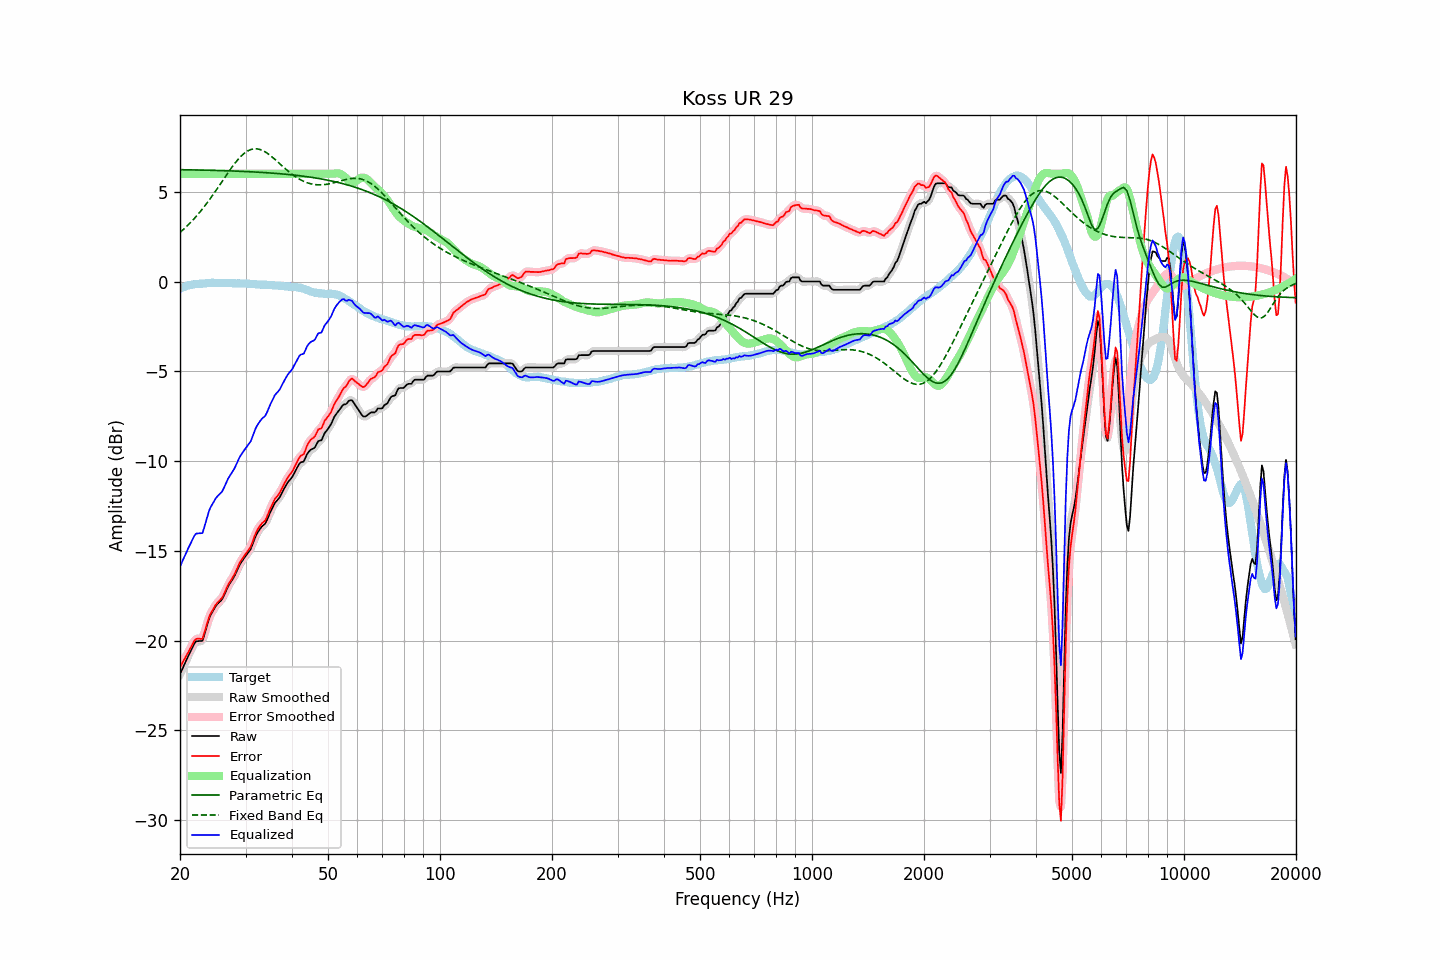 Koss UR 29
Amplitude (dBr)
5
0
−5
−10
−15
−20
−25
−30
Target
Raw Smoothed
Error Smoothed
Raw
Error
Equalization
Parametric Eq
Fixed Band Eq
Equalized
20 50 100 200 500 1000 2000 5000 10000 20000
Frequency (Hz)